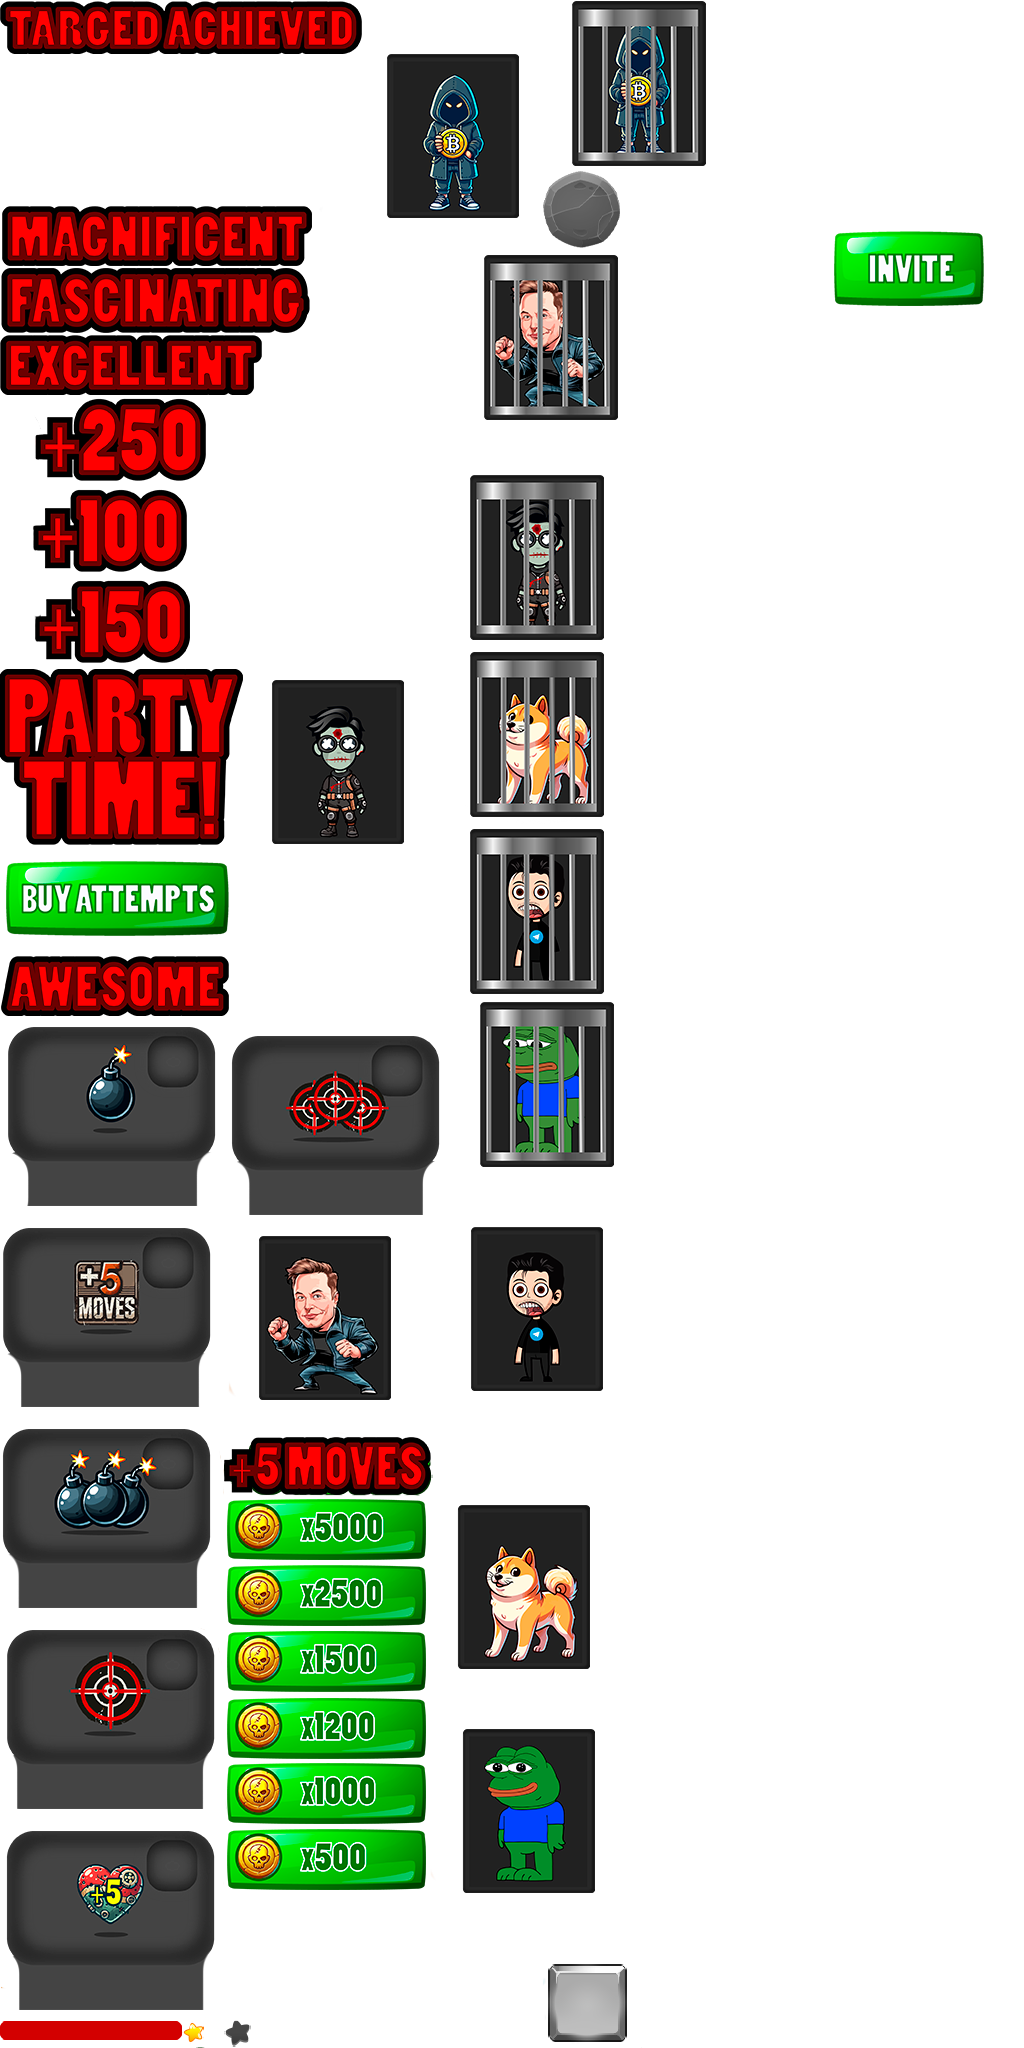 TARGED ACHIEVED
MAGNIFICENT
INVITE
FASCINATING
EXCELLENT
+250
+100
+150
PARTY
TIME!
BUY ATTEMPTS
AWESOME
+5
MOVES
+5 MOVES
x5000
x2500
x1500
x1200
x1000
x500
+5